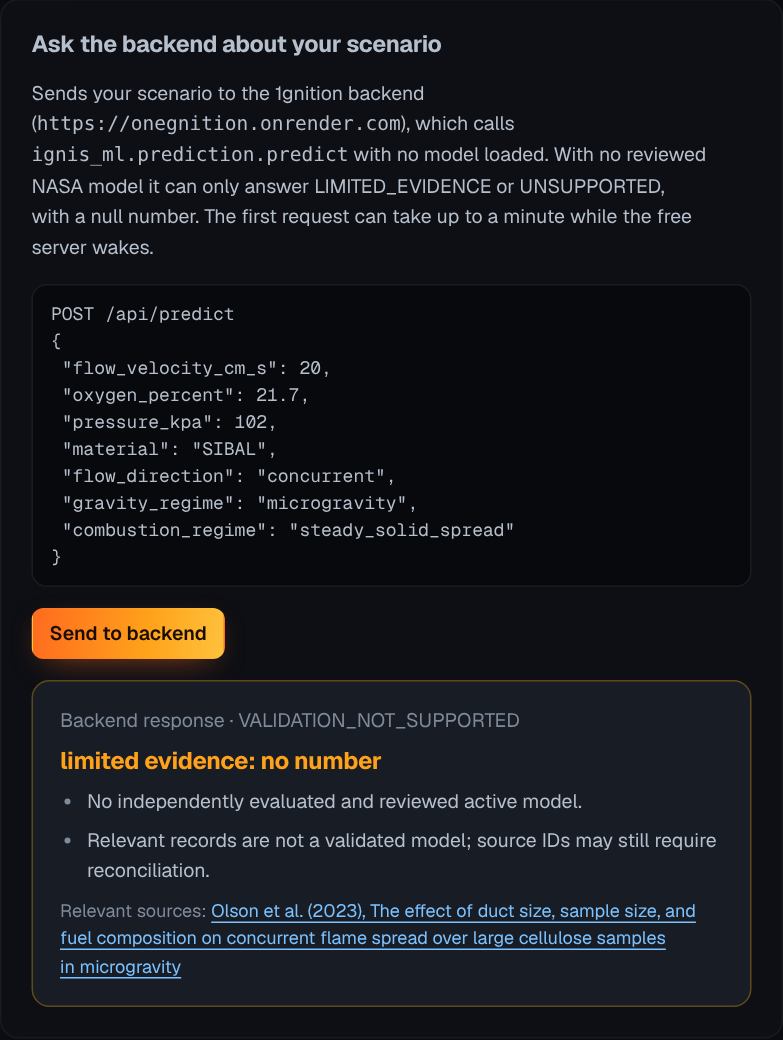 Ask the backend about your scenario
Sends your scenario to the 1gnition backend
(https://onegnition.onrender.com), which calls
ignis_ml.prediction.predict with no model loaded. With no reviewed
NASA model it can only answer LIMITED_EVIDENCE or UNSUPPORTED,
with a null number. The first request can take up to a minute while the free
server wakes.
POST /api/predict
{
"flow_velocity_cm_s": 20,
"oxygen_percent": 21.7,
"pressure_kpa": 102,
"material": "SIBAL",
"flow_direction": "concurrent",
"gravity_regime": "microgravity",
"combustion_regime": "steady_solid_spread"
}
Send to backend
Backend response · VALIDATION_NOT_SUPPORTED
limited evidence: no number
• No independently evaluated and reviewed active model.
• Relevant records are not a validated model; source IDs may still require
reconciliation.
Relevant sources: Olson et al. (2023), The effect of duct size, sample size, and
fuel composition on concurrent flame spread over large cellulose samples
in microgravity